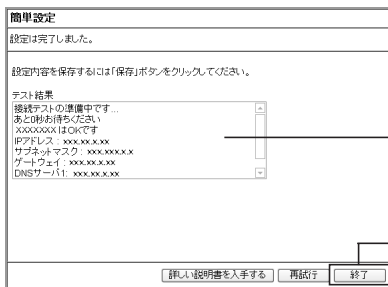 簡単設定
設定は完了しました。
設定内容を保存するには「保存」ボタンをクリックしてください。
テスト結果
接続テストの準備中です...
あと0秒お待ちください
XXXXXXX はOKです
IPアドレス : xxx.xx.x.xx
サブネットマスク : xxx.xxx.x.x
ゲートウェイ : xxx.xx.x.xx
DNSサーバ1: xxx.xx.x.xx
詳しい説明書を入手する 再試行 終了